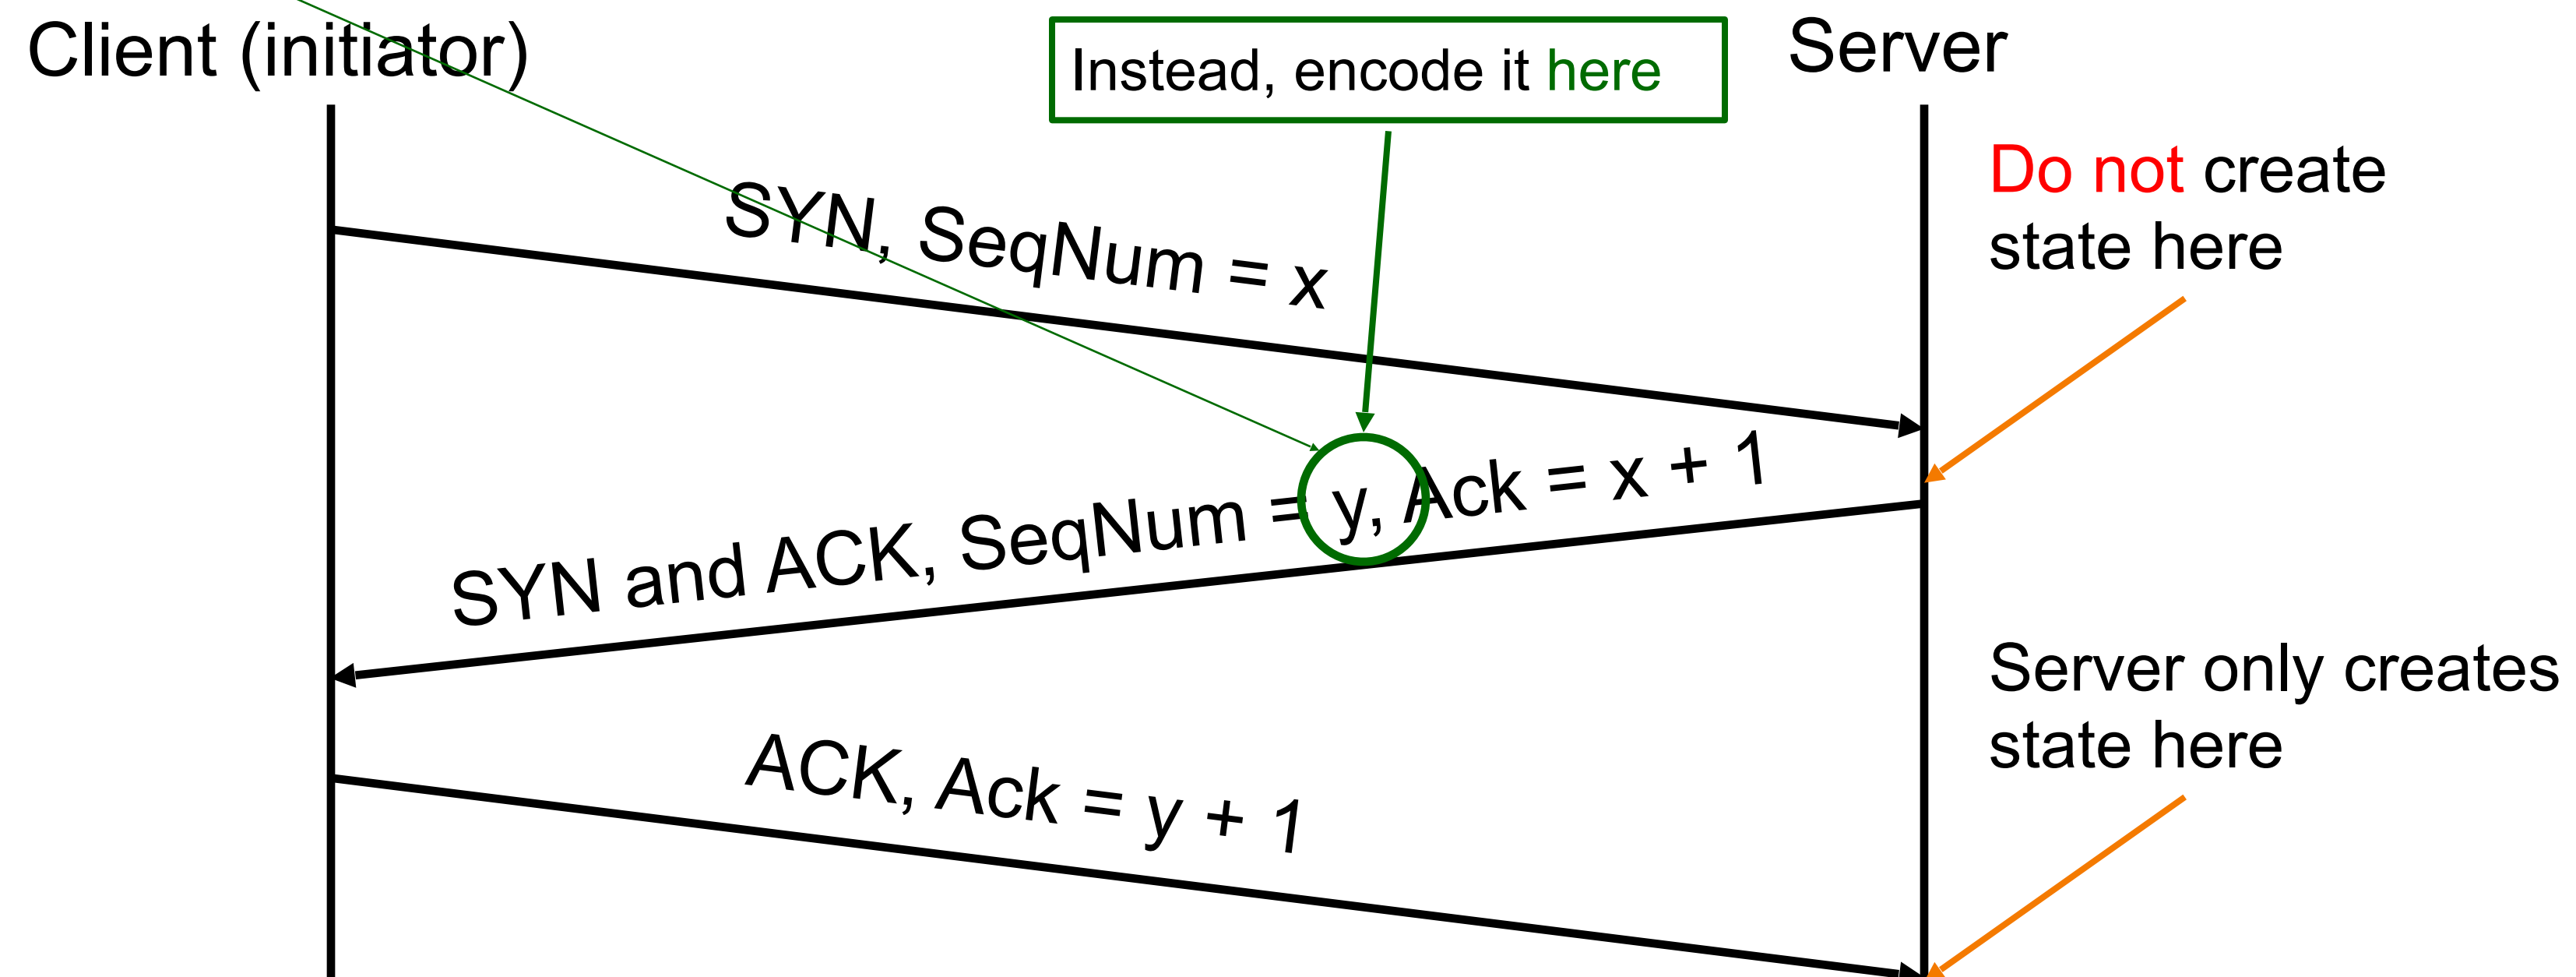 Client (initiator)
Instead, encode it here
Server
Do not create
state here
SYN, SeqNum = x
SYN and ACK, SeqNum = y, Ack = x + 1
Server only creates
state here
ACK, Ack = y + 1